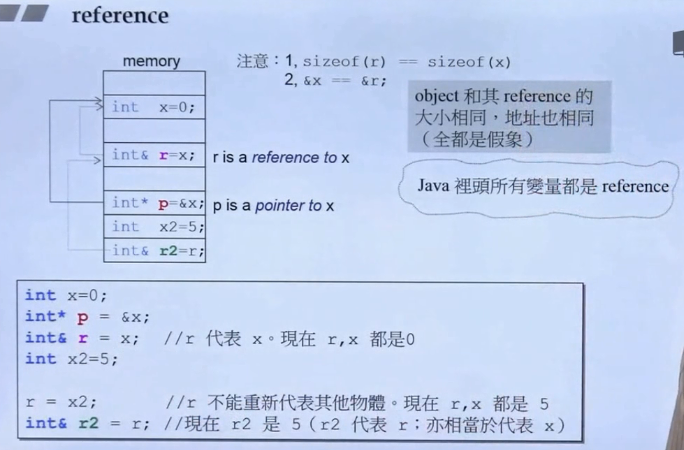 reference
memory
注意：1, sizeof(r) == sizeof(x)
2, &x == &r;
int x=0;
object 和其 reference 的
大小相同，地址也相同
（全都是假象）
int& r=x;
r is a reference to x
Java 裡頭所有變量都是 reference
int* p=&x;
p is a pointer to x
int x2=5;
int& r2=r;
int x=0;
int* p = &x;
int& r = x; //r 代表 x。現在 r,x 都是0
int x2=5;
r = x2; //r 不能重新代表其他物體。現在 r,x 都是 5
int& r2 = r; //現在 r2 是 5（r2 代表 r；亦相當於代表 x）